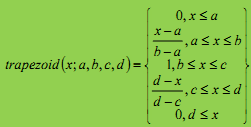 trapezoid(x;a,b,c,d) = { 0, x ≤ a
x−a/b−a, a ≤ x ≤ b
1, b ≤ x ≤ c
d−x/d−c, c ≤ x ≤ d
0, d ≤ x }